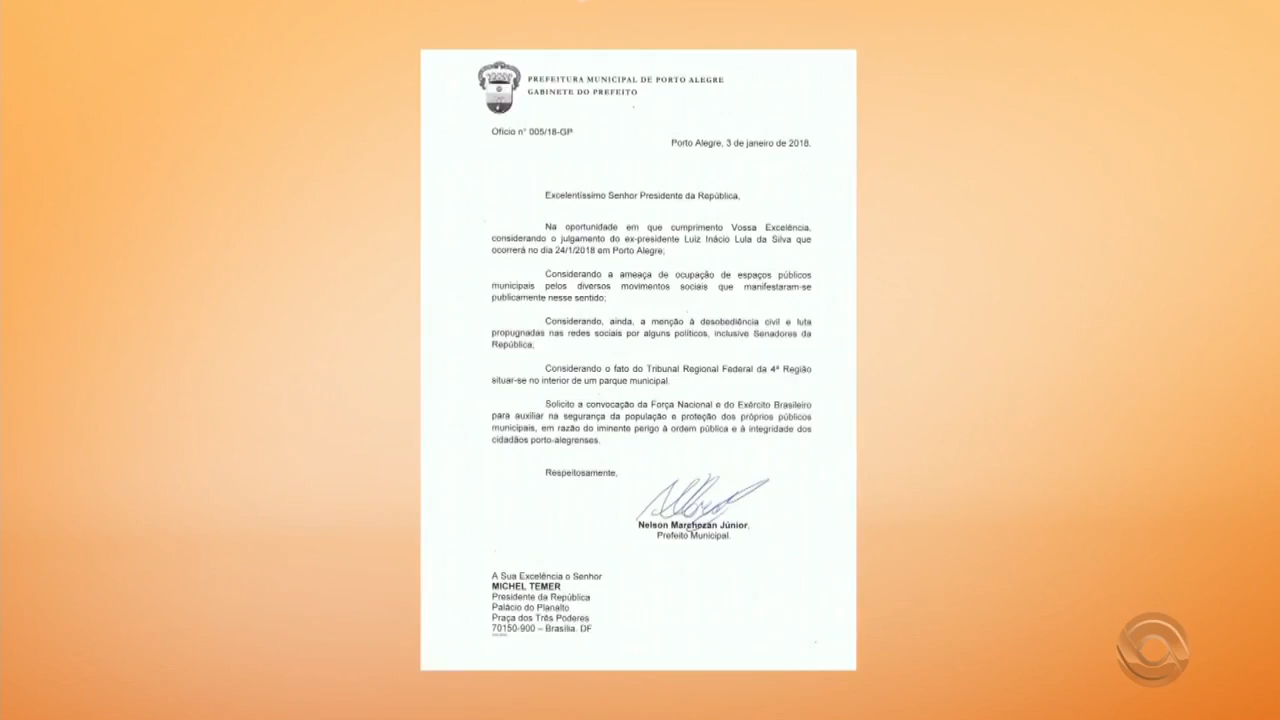 PREFEITURA MUNICIPAL DE PORTO ALEGRE
GABINETE DO PREFEITO
Ofício n° 005/18-GP
Porto Alegre, 3 de janeiro de 2018.
Excelentíssimo Senhor Presidente da República,
Na oportunidade em que cumprimento Vossa Excelência,
considerando o julgamento do ex-presidente Luiz Inácio Lula da Silva que
ocorrerá no dia 24/1/2018 em Porto Alegre;
Considerando a ameaça de ocupação de espaços públicos
municipais pelos diversos movimentos sociais que manifestaram-se
publicamente nesse sentido;
Considerando, ainda, a menção à desobediência civil e luta
propugnadas nas redes sociais por alguns políticos, inclusive Senadores da
República;
Considerando o fato do Tribunal Regional Federal da 4ª Região
situar-se no interior de um parque municipal.
Solicito a convocação da Força Nacional e do Exército Brasileiro
para auxiliar na segurança da população e proteção dos próprios públicos
municipais, em razão do iminente perigo à ordem pública e à integridade dos
cidadãos porto-alegrenses.
Respeitosamente,
Nelson Marchezan Júnior,
Prefeito Municipal.
A Sua Excelência o Senhor
MICHEL TEMER
Presidente da República
Palácio do Planalto
Praça dos Três Poderes
70150-900 – Brasília. DF